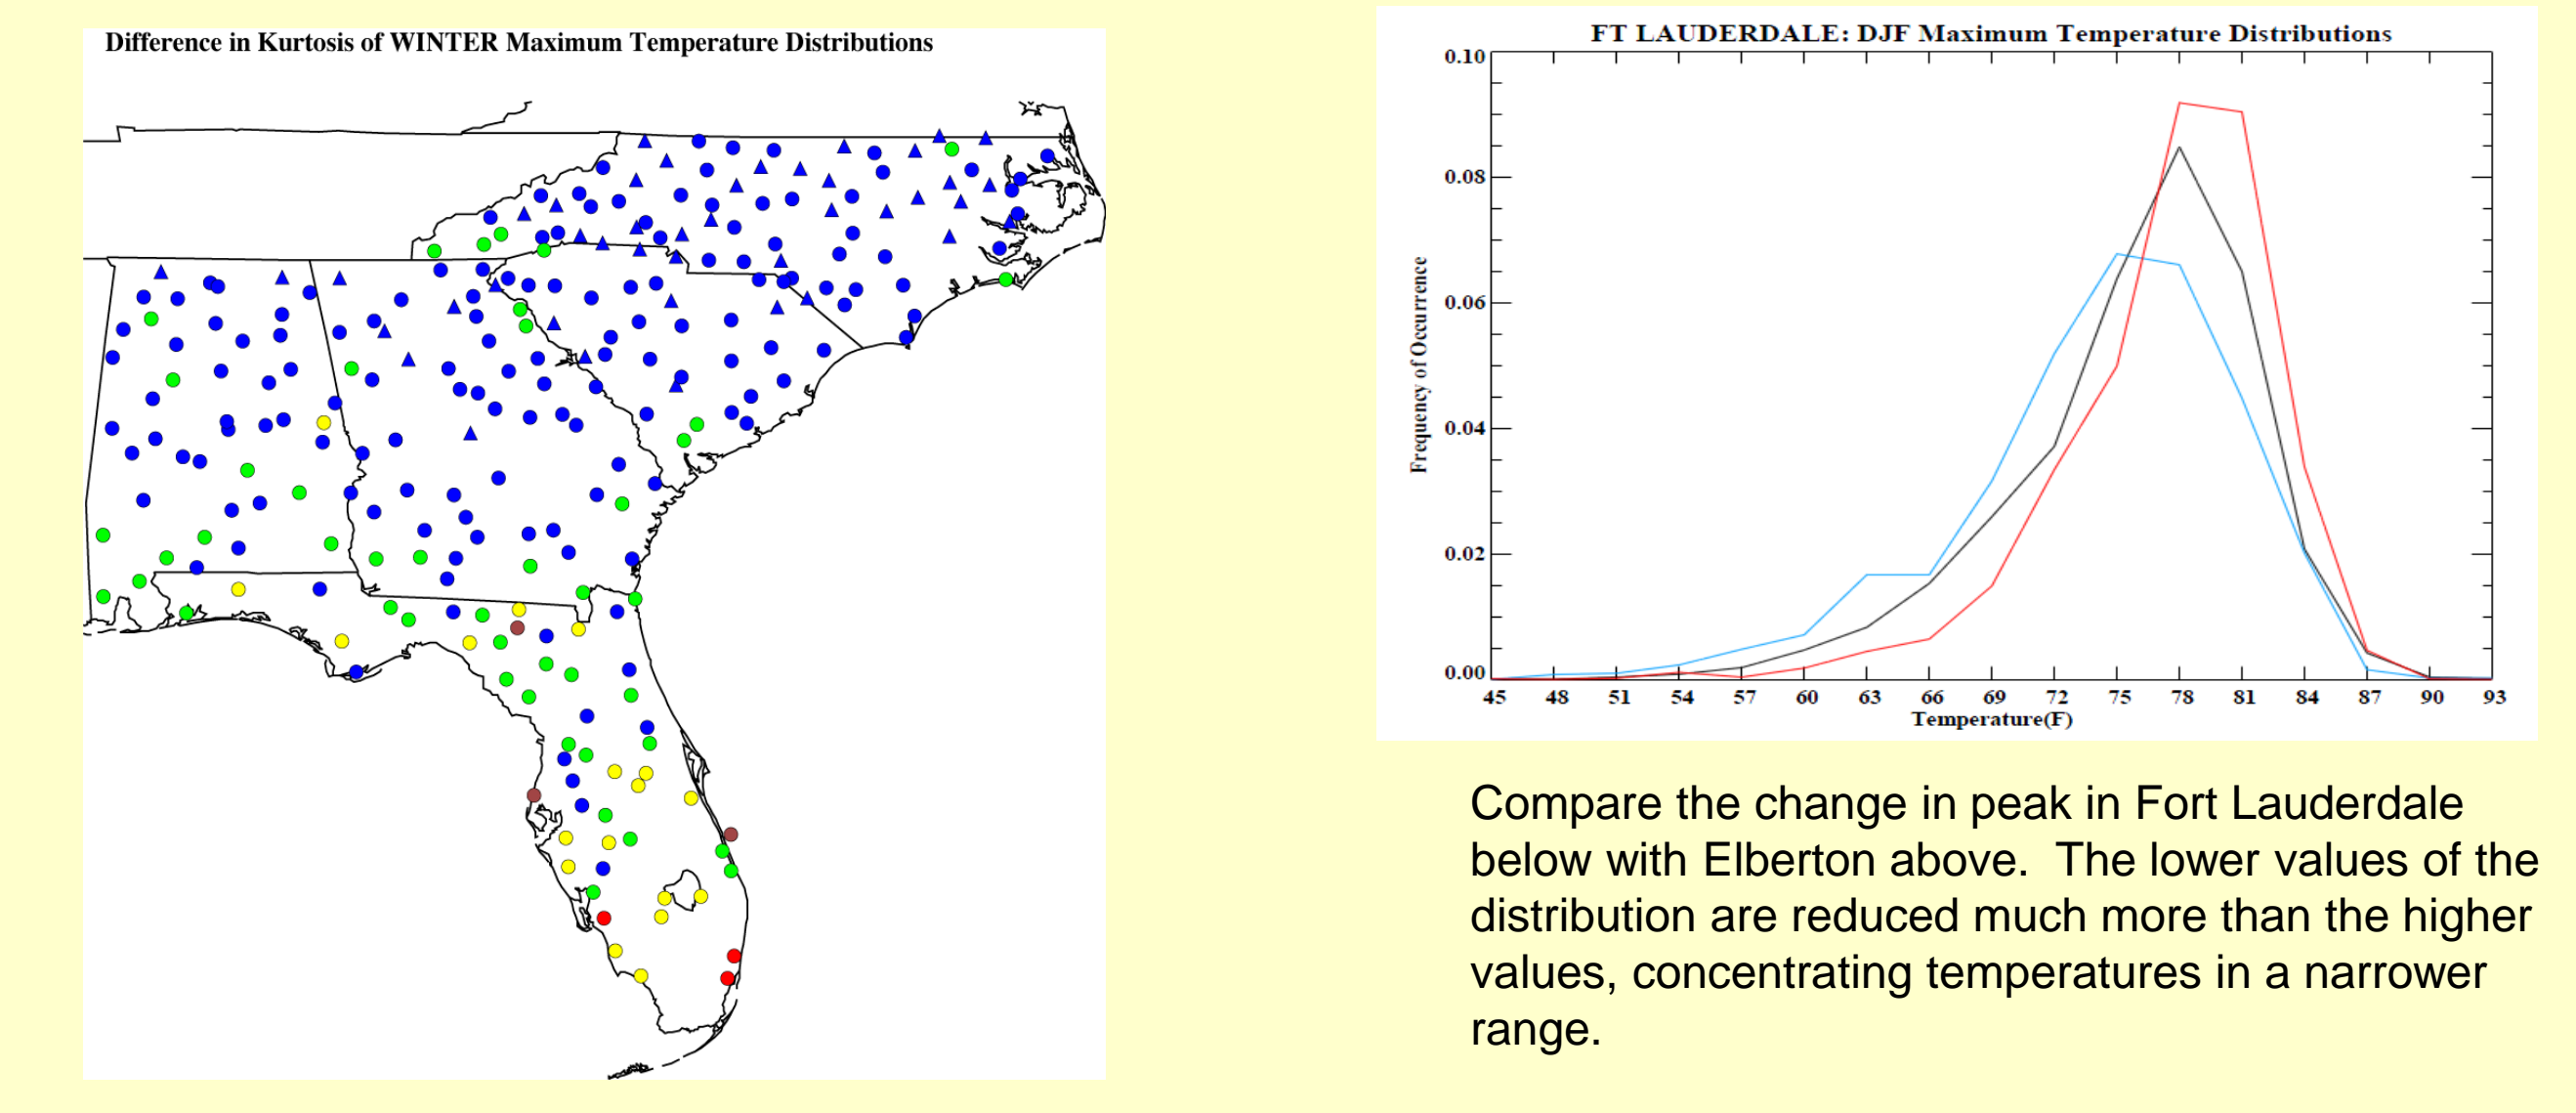 Difference in Kurtosis of WINTER Maximum Temperature Distributions
FT LAUDERDALE: DJF Maximum Temperature Distributions
0.10
0.08
0.06
0.04
0.02
0.00
Frequency of Occurrence
45 48 51 54 57 60 63 66 69 72 75 78 81 84 87 90 93
Temperature(F)
Compare the change in peak in Fort Lauderdale
below with Elberton above. The lower values of the
distribution are reduced much more than the higher
values, concentrating temperatures in a narrower
range.